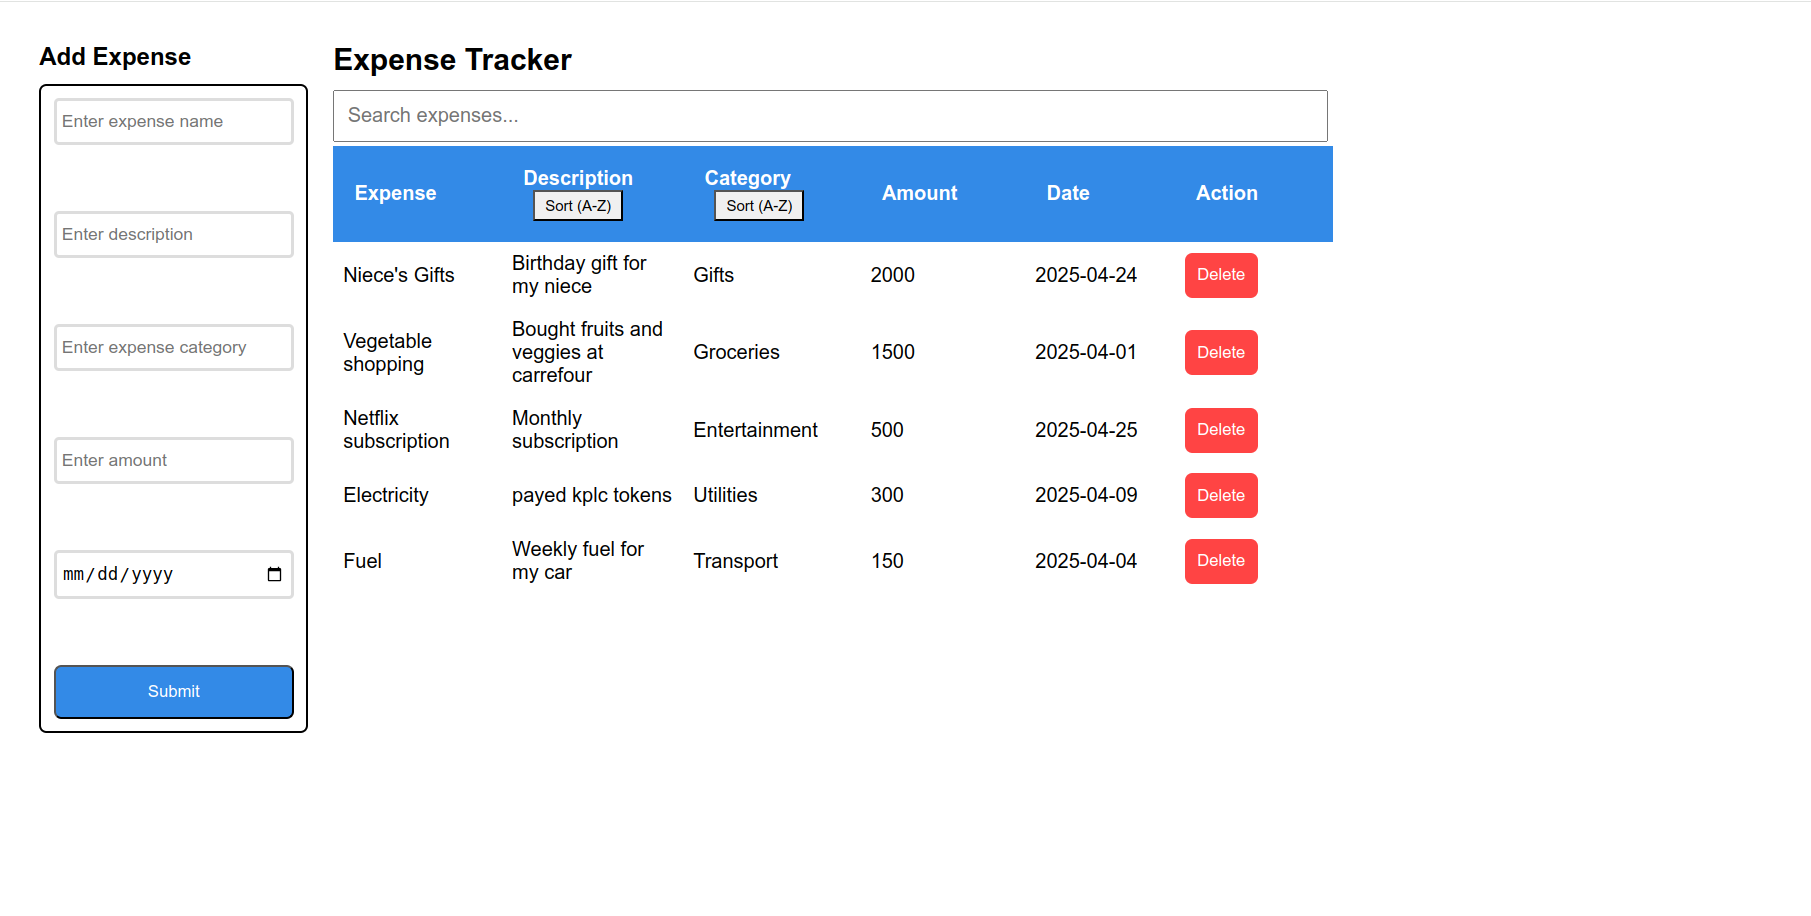 Add Expense
Enter expense name
Enter description
Enter expense category
Enter amount
mm/dd/yyyy
Submit
Expense Tracker
Search expenses...
Expense Description Sort (A-Z) Category Sort (A-Z) Amount Date Action
Niece's Gifts Birthday gift for my niece Gifts 2000 2025-04-24 Delete
Vegetable shopping Bought fruits and veggies at carrefour Groceries 1500 2025-04-01 Delete
Netflix subscription Monthly subscription Entertainment 500 2025-04-25 Delete
Electricity payed kplc tokens Utilities 300 2025-04-09 Delete
Fuel Weekly fuel for my car Transport 150 2025-04-04 Delete